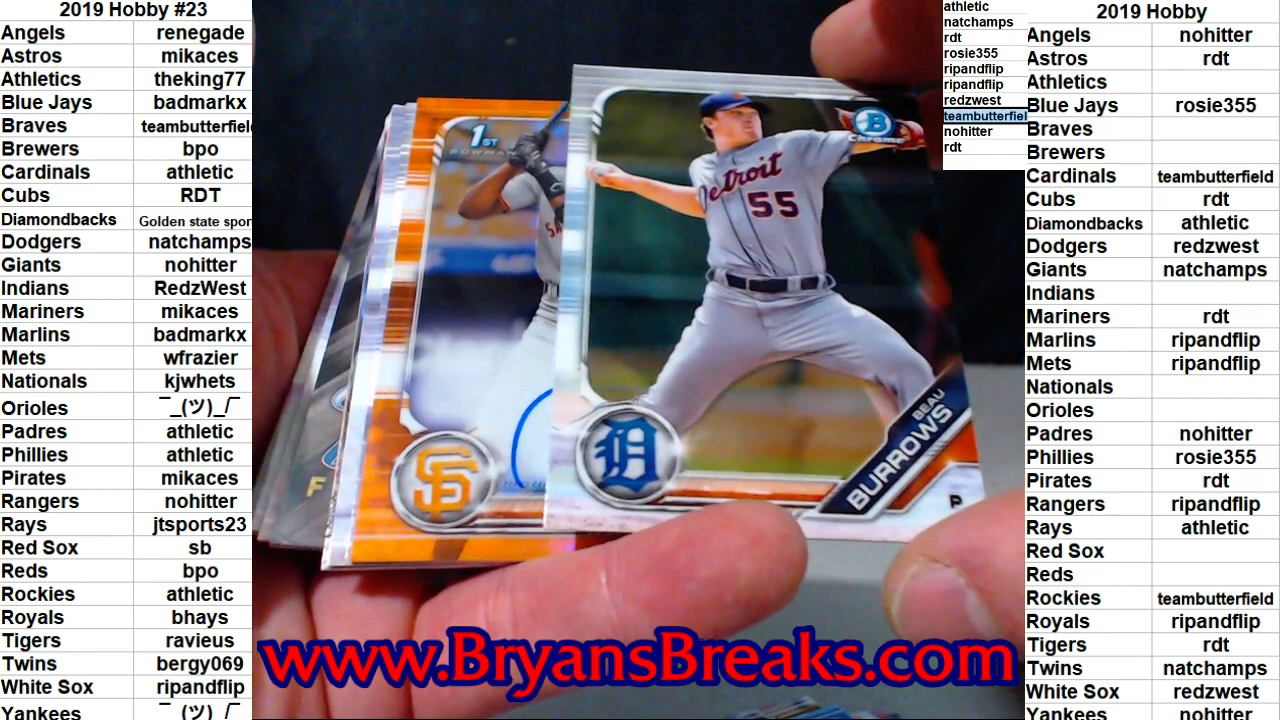 2019 Hobby #23
Angels renegade
Astros mikaces
Athletics theking77
Blue Jays badmarkx
Braves teambutterfiel
Brewers bpo
Cardinals athletic
Cubs RDT
Diamondbacks Golden state spor
Dodgers natchamps
Giants nohitter
Indians RedzWest
Mariners mikaces
Marlins badmarkx
Mets wfrazier
Nationals kjwhets
Orioles ¯_(ツ)_/¯
Padres athletic
Phillies athletic
Pirates mikaces
Rangers nohitter
Rays jtsports23
Red Sox sb
Reds bpo
Rockies athletic
Royals bhays
Tigers ravieus
Twins bergy069
White Sox ripandflip
Yankees ¯_(ツ)_/¯
1ST
BOWMAN
SF
F
B
Chrome
Detroit
55
D
BEAU
BURROWS
P
www.BryansBreaks.com
athletic
natchamps
rdt
rosie355
ripandflip
ripandflip
redzwest
teambutterfiel
nohitter
rdt
2019 Hobby
Angels nohitter
Astros rdt
Athletics
Blue Jays rosie355
Braves
Brewers
Cardinals teambutterfield
Cubs rdt
Diamondbacks athletic
Dodgers redzwest
Giants natchamps
Indians
Mariners rdt
Marlins ripandflip
Mets ripandflip
Nationals
Orioles
Padres nohitter
Phillies rosie355
Pirates rdt
Rangers ripandflip
Rays athletic
Red Sox
Reds
Rockies teambutterfield
Royals ripandflip
Tigers rdt
Twins natchamps
White Sox redzwest
Yankees nohitter